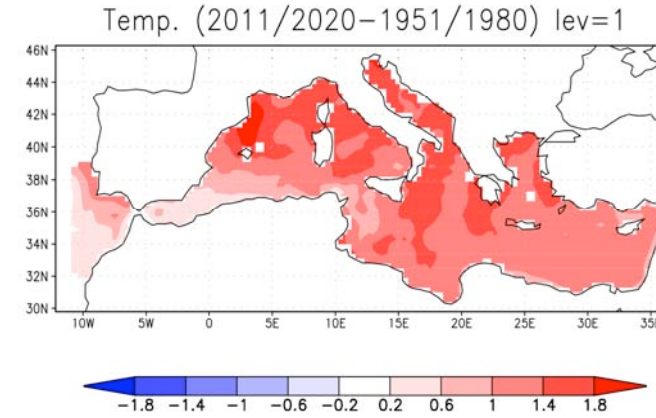 Temp. (2011/2020-1951/1980) lev=1
46N
44N
42N
40N
38N
36N
34N
32N
30N
10W 5W 0 5E 10E 15E 20E 25E 30E
-1.8 -1.4 -1 -0.6 -0.2 0.2 0.6 1 1.4 1.8